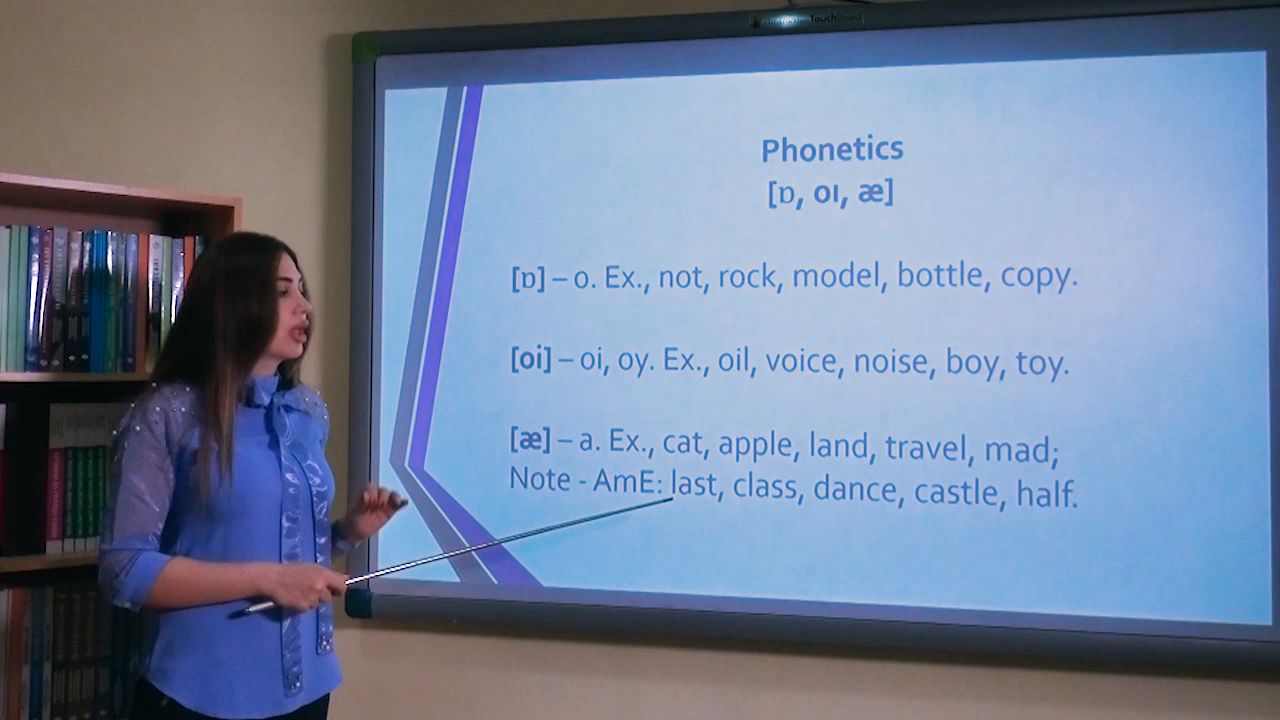 TouchBoard
Phonetics
[ɒ, oɪ, æ]
[ɒ] – o. Ex., not, rock, model, bottle, copy.
[oi] – oi, oy. Ex., oil, voice, noise, boy, toy.
[æ] – a. Ex., cat, apple, land, travel, mad;
Note - AmE: last, class, dance, castle, half.